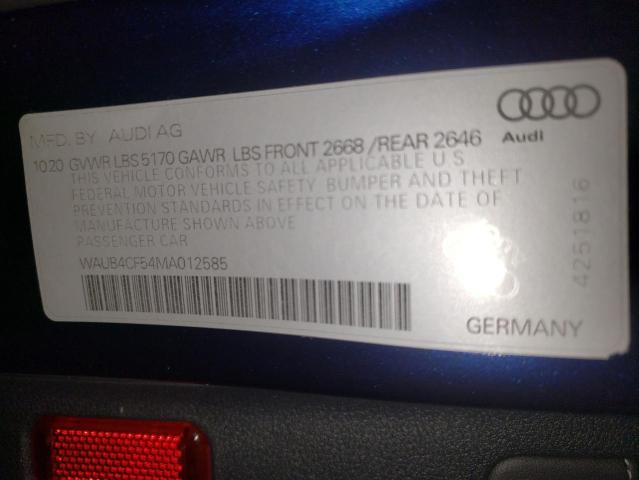 MFD. BY AUDI AG
Audi
10 20 GVWR LBS 5170 GAWR LBS FRONT 2668 /REAR 2646
THIS VEHICLE CONFORMS TO ALL APPLICABLE U S
FEDERAL MOTOR VEHICLE SAFETY, BUMPER AND THEFT
PREVENTION STANDARDS IN EFFECT ON THE DATE OF
MANUFACTURE SHOWN ABOVE
PASSENGER CAR
WAUB4CF54MA012585
4251816
GERMANY